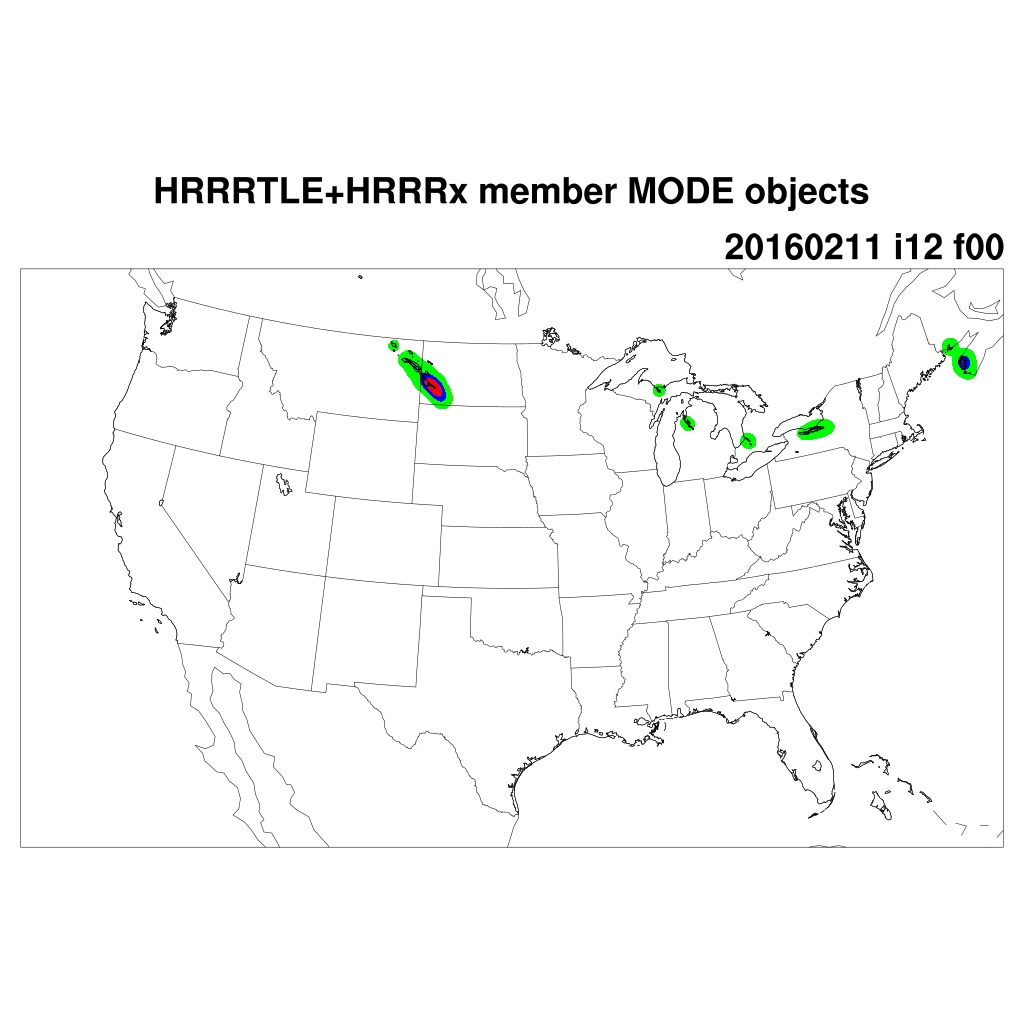 HRRRTLE+HRRRx member MODE objects
20160211 i12 f00